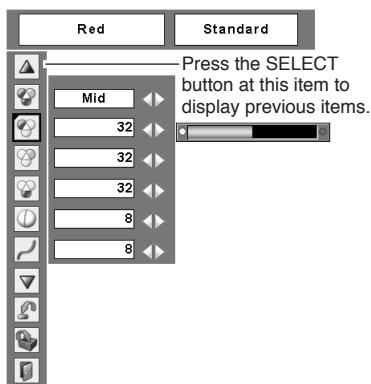 Red Standard
Press the SELECT
button at this item to
display previous items.
Mid
32
32
32
8
8